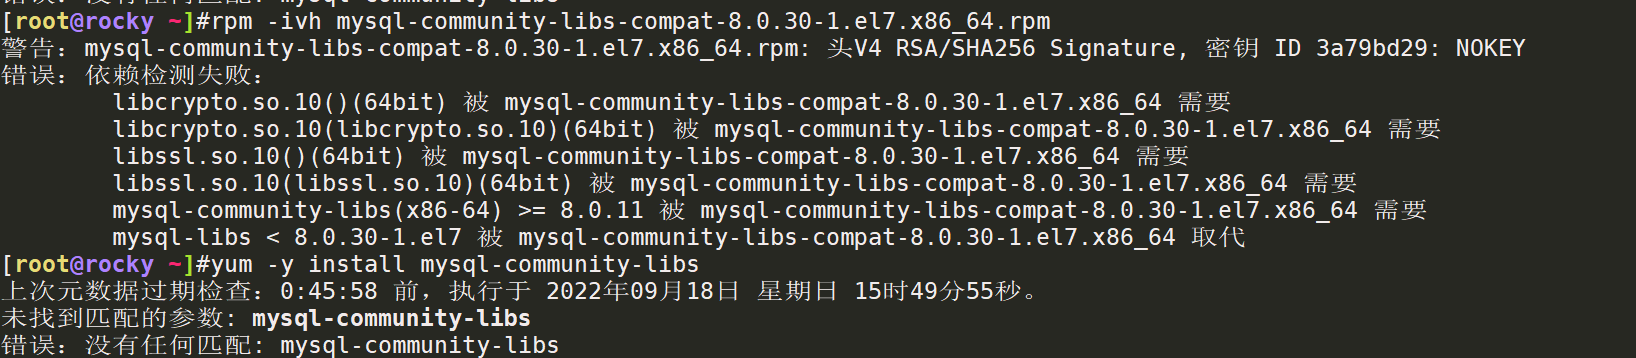 [root@rocky ~]#rpm -ivh mysql-community-libs-compat-8.0.30-1.el7.x86_64.rpm
警告：mysql-community-libs-compat-8.0.30-1.el7.x86_64.rpm: 头V4 RSA/SHA256 Signature, 密钥 ID 3a79bd29: NOKEY
错误：依赖检测失败：
libcrypto.so.10()(64bit) 被 mysql-community-libs-compat-8.0.30-1.el7.x86_64 需要
libcrypto.so.10(libcrypto.so.10)(64bit) 被 mysql-community-libs-compat-8.0.30-1.el7.x86_64 需要
libssl.so.10()(64bit) 被 mysql-community-libs-compat-8.0.30-1.el7.x86_64 需要
libssl.so.10(libssl.so.10)(64bit) 被 mysql-community-libs-compat-8.0.30-1.el7.x86_64 需要
mysql-community-libs(x86-64) >= 8.0.11 被 mysql-community-libs-compat-8.0.30-1.el7.x86_64 需要
mysql-libs < 8.0.30-1.el7 被 mysql-community-libs-compat-8.0.30-1.el7.x86_64 取代
[root@rocky ~]#yum -y install mysql-community-libs
上次元数据过期检查：0:45:58 前，执行于 2022年09月18日 星期日 15时49分55秒。
未找到匹配的参数: mysql-community-libs
错误：没有任何匹配: mysql-community-libs